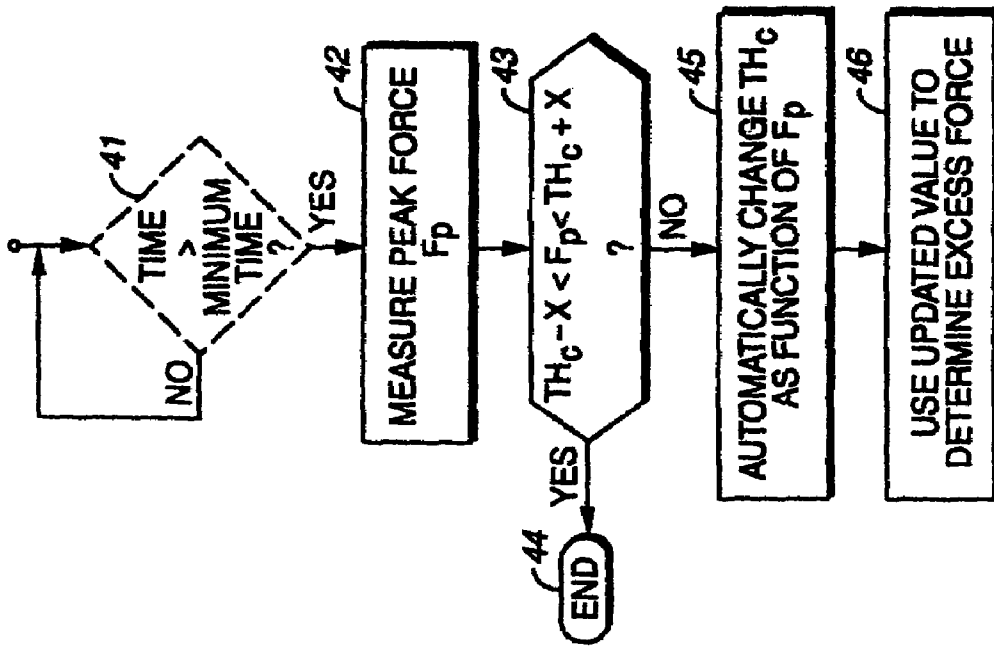 41
TIME
>
MINIMUM
TIME
?
NO
YES
42
MEASURE PEAK FORCE
Fp
43
THC-X < Fp < THC+X
?
YES
44
END
NO
45
AUTOMATICALLY CHANGE THC
AS FUNCTION OF Fp
46
USE UPDATED VALUE TO
DETERMINE EXCESS FORCE